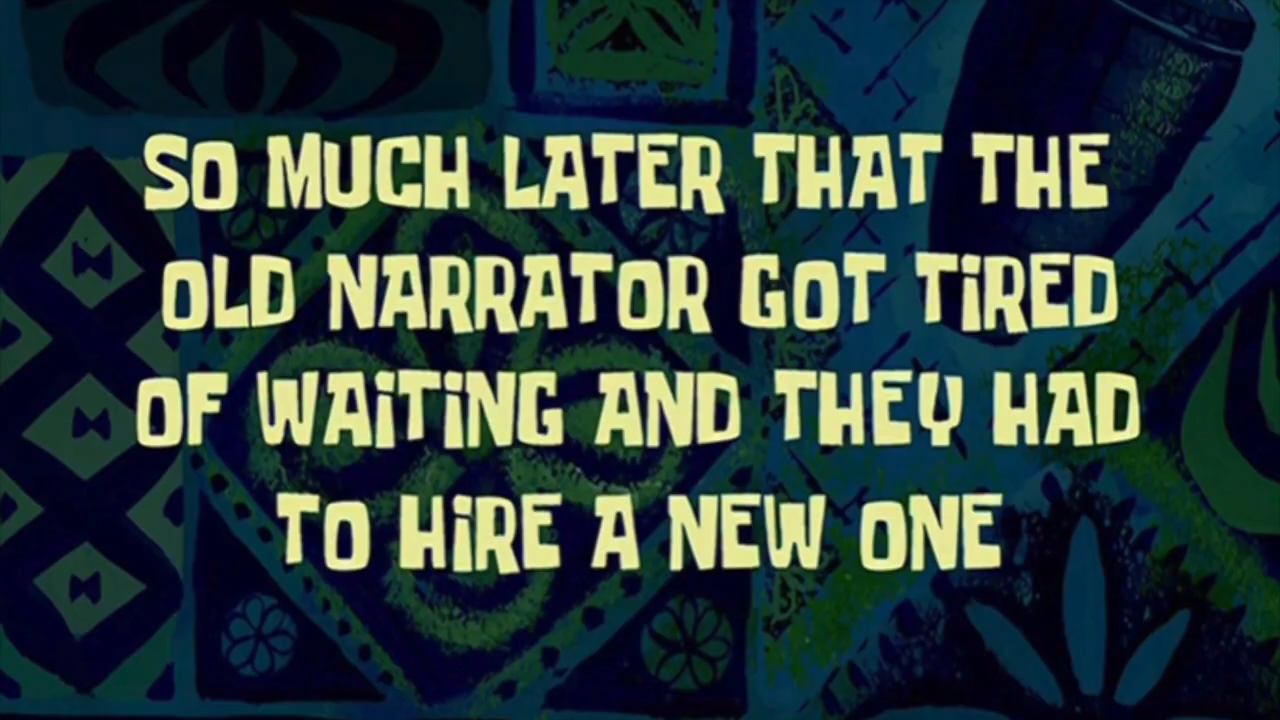 SO MUCH LATER THAT THE
OLD NARRATOR GOT TiRED
OF WAiTiNG AND THEY HAD
TO HiRE A NEW ONE